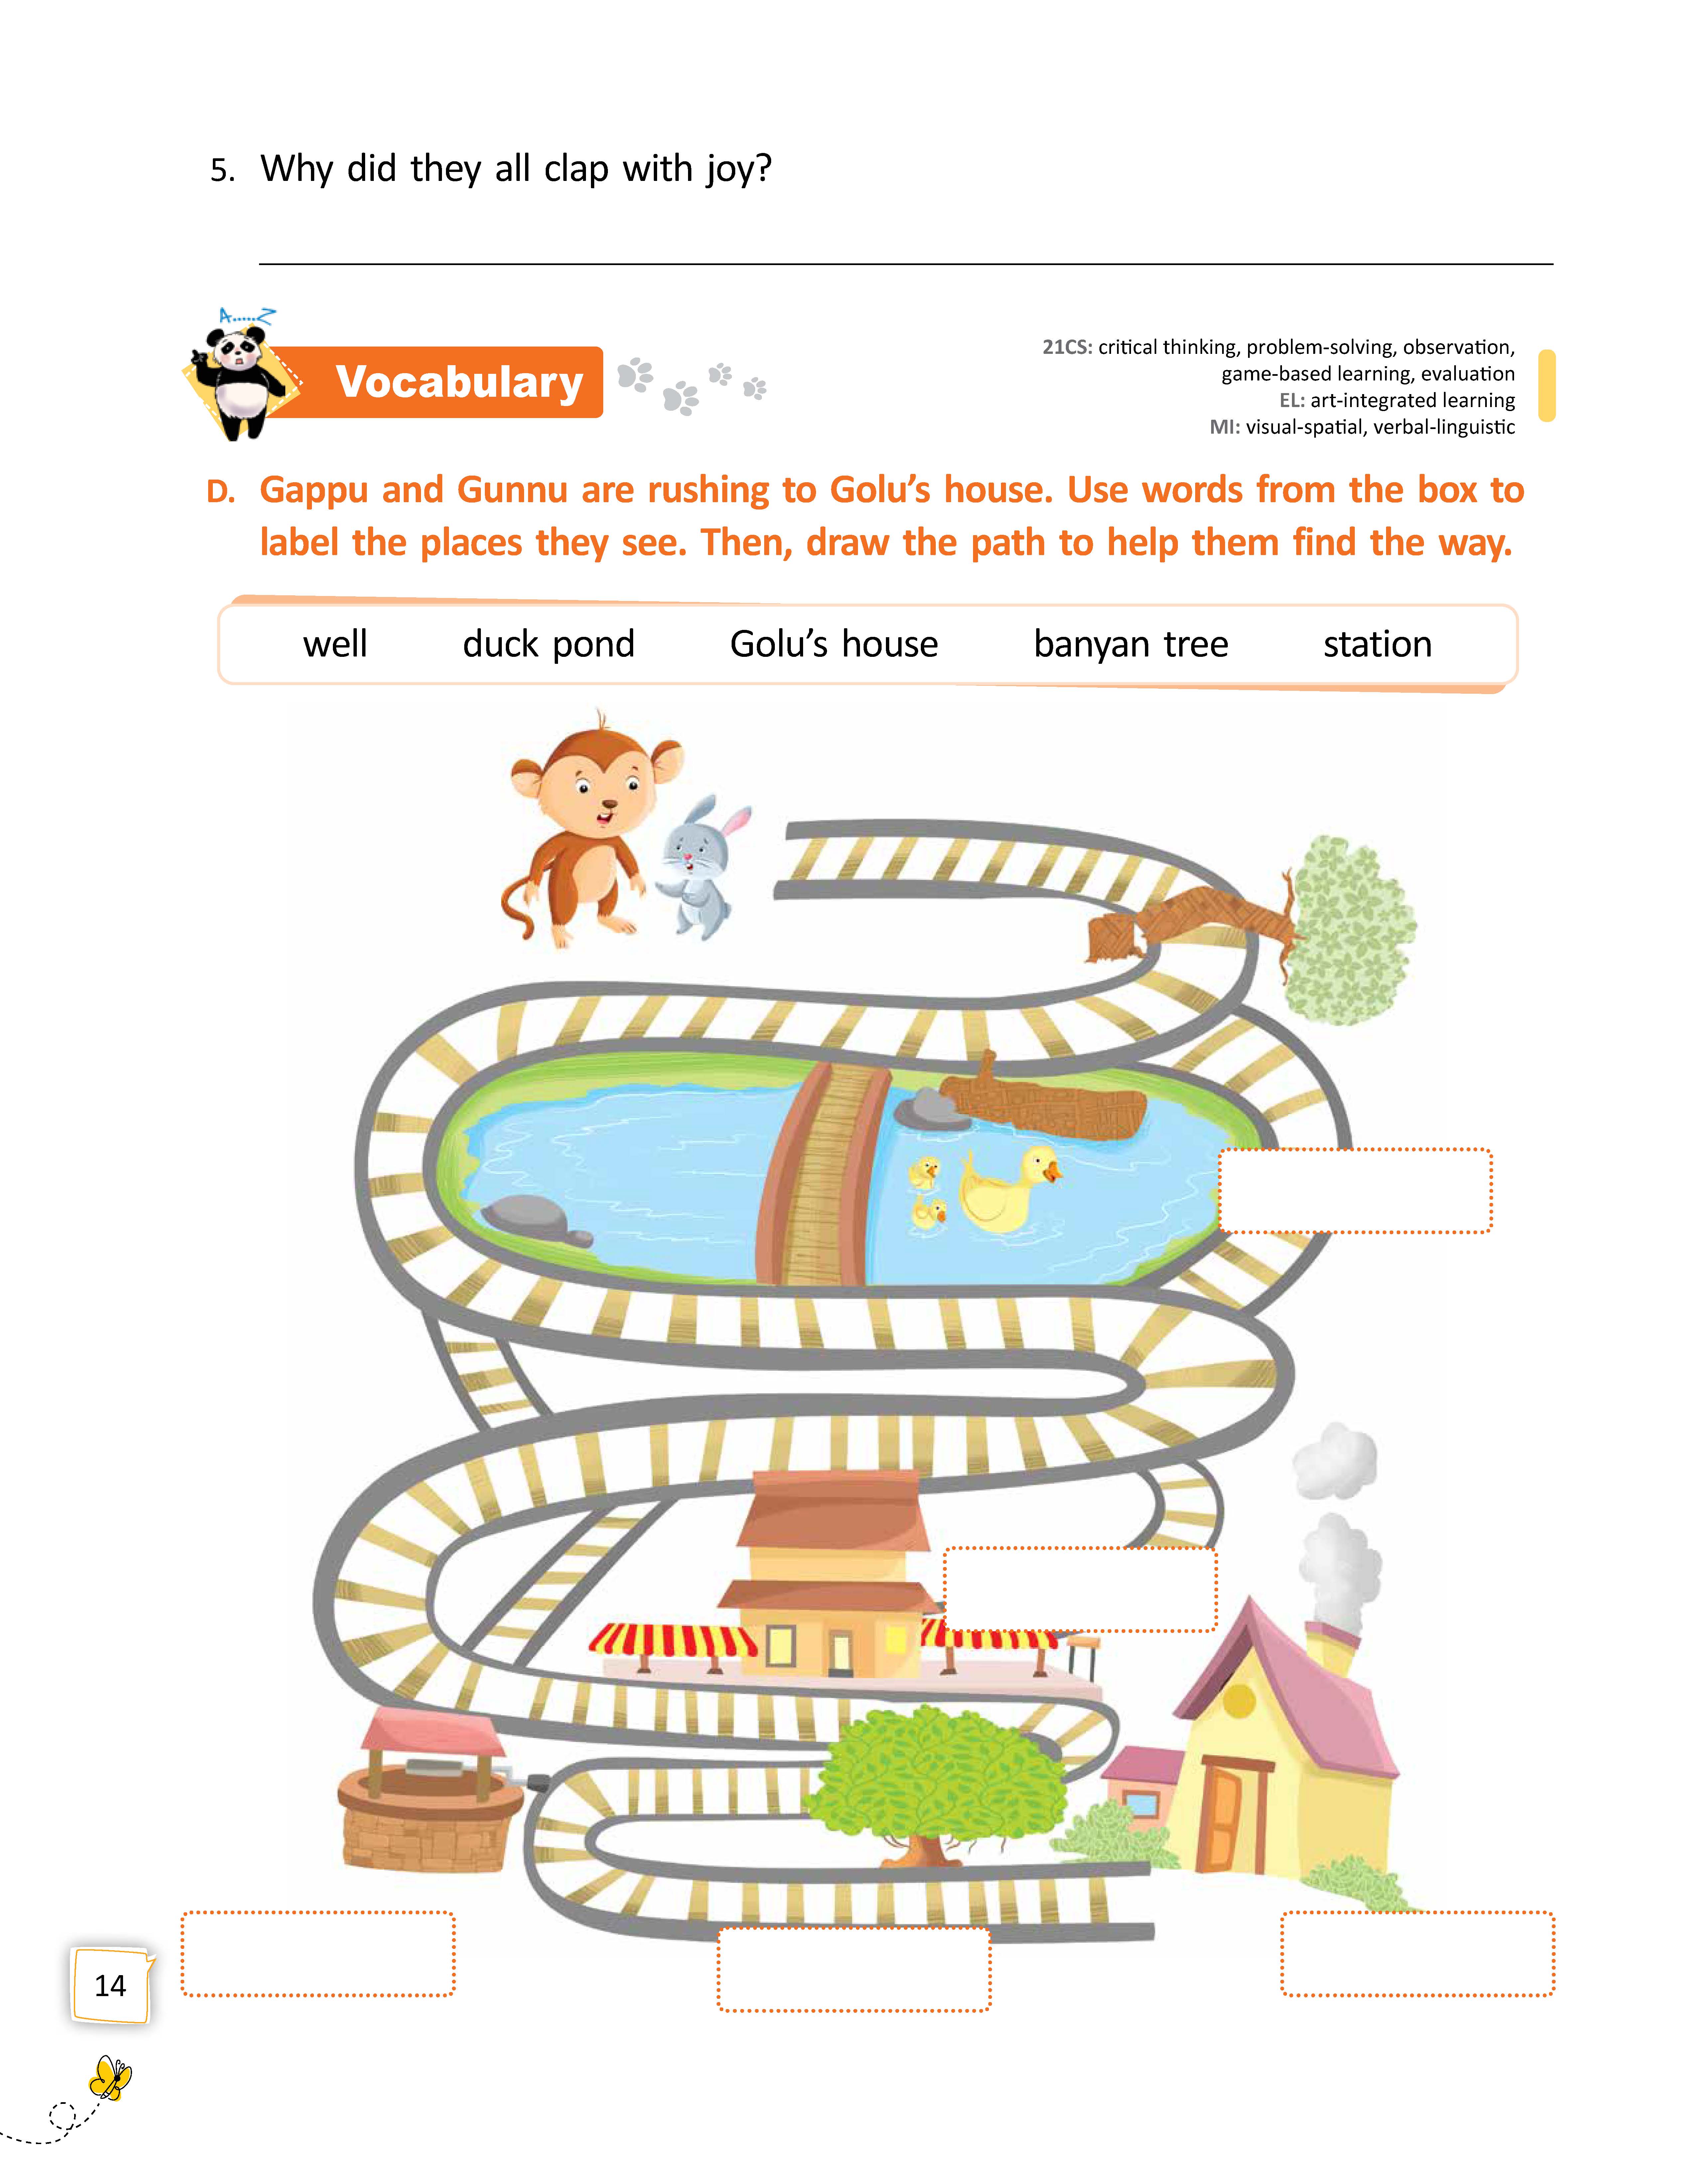 5. Why did they all clap with joy?
A.....Z
Vocabulary
21CS: critical thinking, problem-solving, observation,
game-based learning, evaluation
EL: art-integrated learning
MI: visual-spatial, verbal-linguistic
D. Gappu and Gunnu are rushing to Golu’s house. Use words from the box to
label the places they see. Then, draw the path to help them find the way.
well duck pond Golu’s house banyan tree station
14